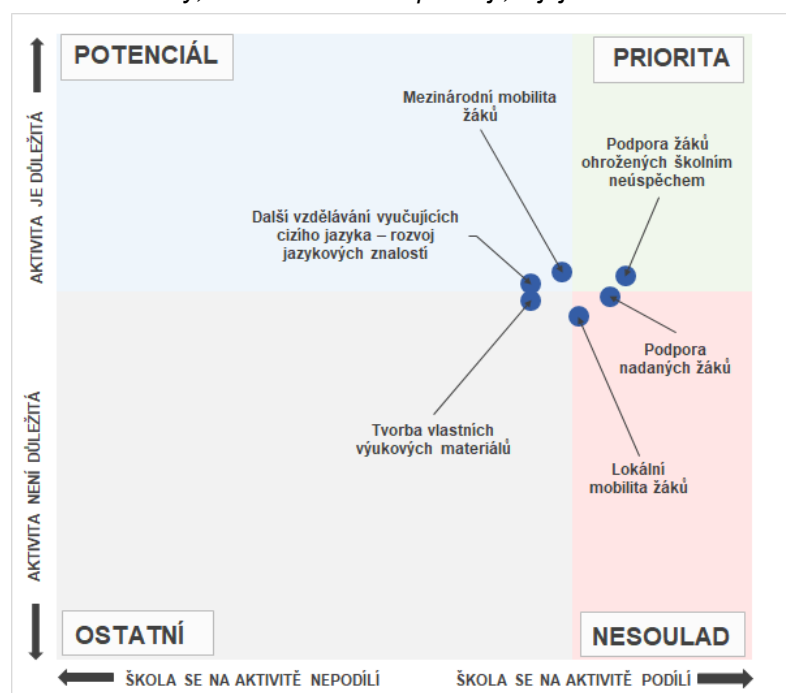 POTENCIÁL
PRIORITA
Mezinárodní mobilita
žáků
Podpora žáků
ohrožených školním
neúspěchem
Další vzdělávání vyučujících
cizího jazyka – rozvoj
jazykových znalostí
AKTIVITA JE DŮLEŽITÁ
Podpora
nadaných žáků
Tvorba vlastních
výukových materiálů
Lokální
mobilita žáků
AKTIVITA NENÍ DŮLEŽITÁ
OSTATNÍ
NESOULAD
ŠKOLA SE NA AKTIVITĚ NEPODÍLÍ
ŠKOLA SE NA AKTIVITĚ PODÍLÍ